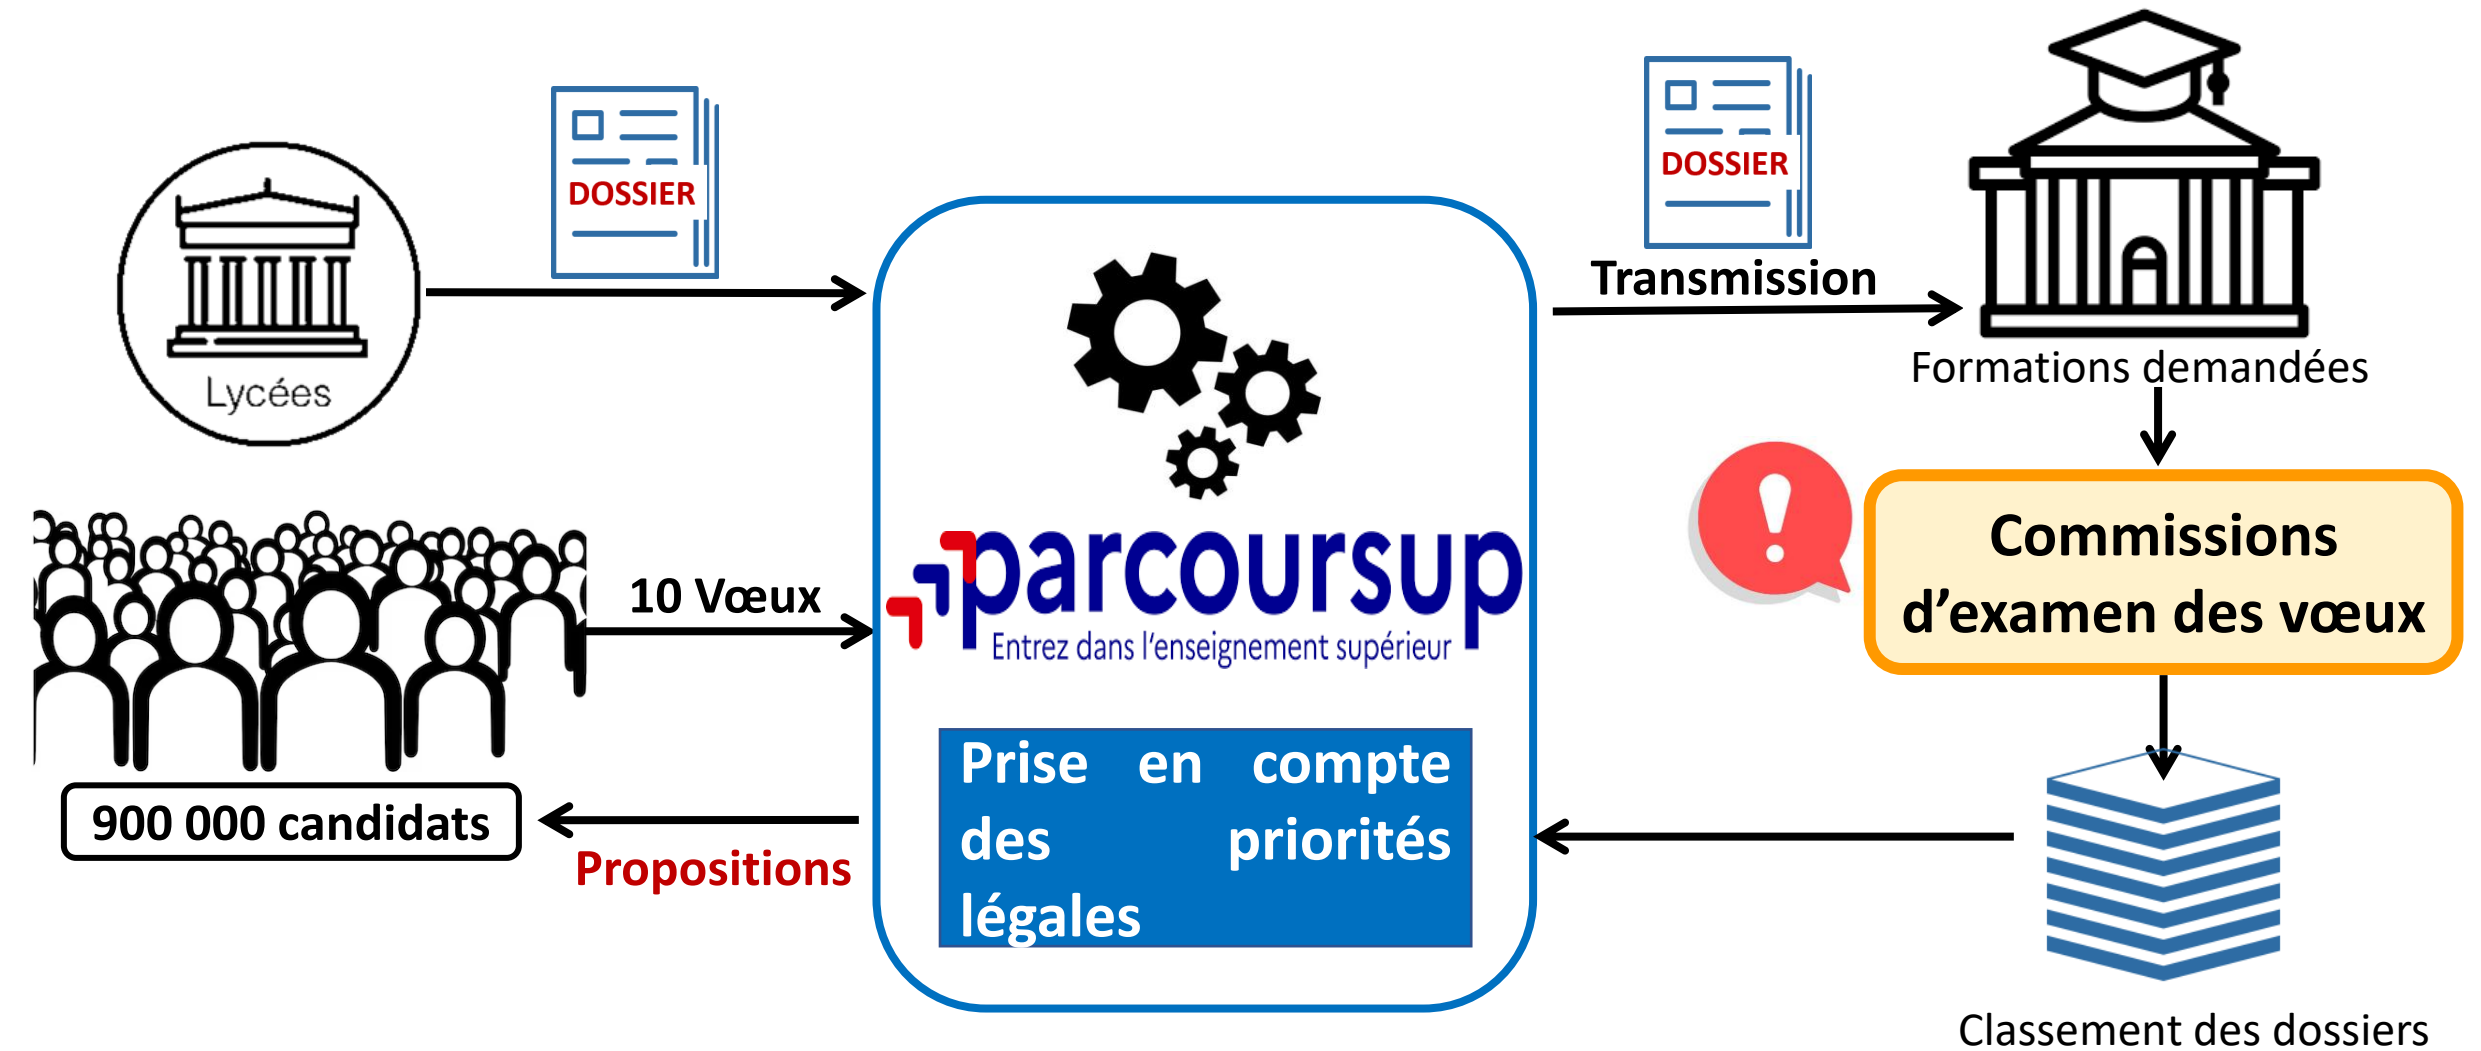 DOSSIER
Lycées
10 Vœux
900 000 candidats
Propositions
parcoursup
Entrez dans l'enseignement supérieur
Prise en compte
des priorités
légales
DOSSIER
Transmission
Formations demandées
Commissions
d’examen des vœux
Classement des dossiers